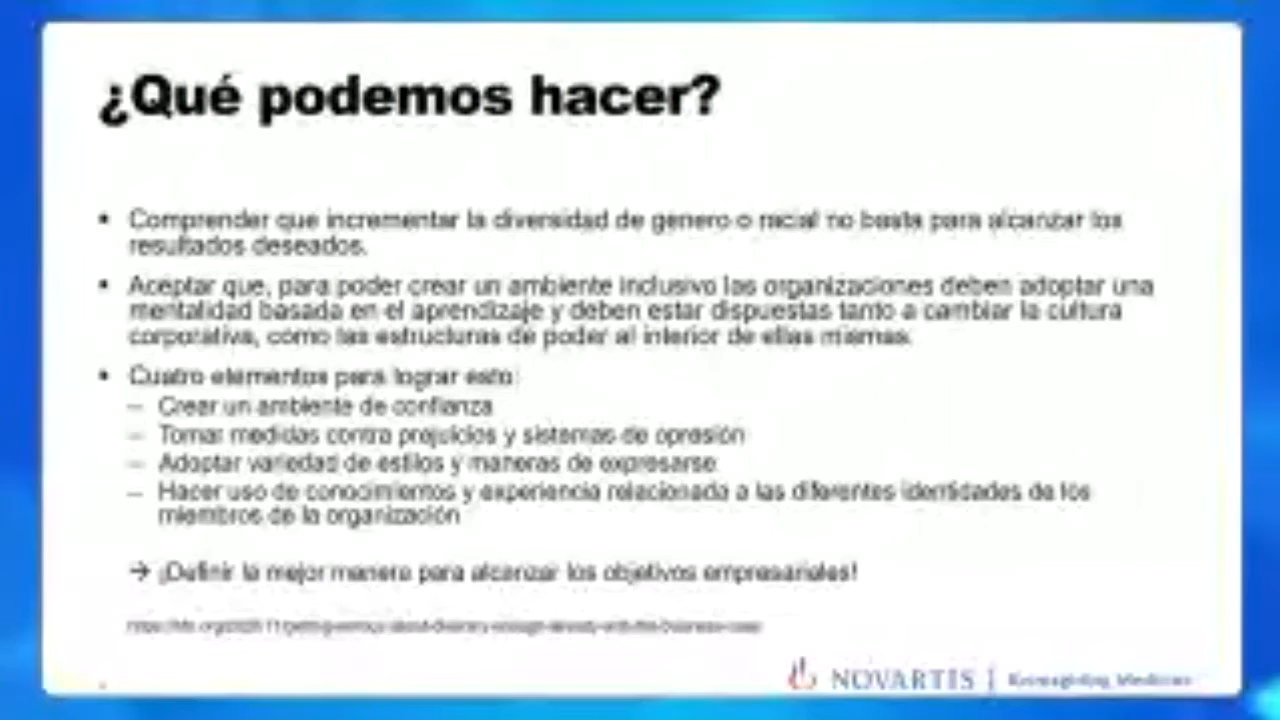 ¿Qué podemos hacer?
• Comprender que incrementar la diversidad de genero o racial no basta para alcanzar los
resultados deseados.
• Aceptar que, para poder crear un ambiente inclusivo las organizaciones deben adoptar una
mentalidad basada en el aprendizaje y deben estar dispuestas tanto a cambiar la cultura
corporativa, como las estructuras de poder al interior de ellas mismas.
• Cuatro elementos para lograr esto:
– Crear un ambiente de confianza
– Tomar medidas contra prejuicios y sistemas de opresión
– Adoptar variedad de estilos y maneras de expresarse
– Hacer uso de conocimientos y experiencia relacionada a las diferentes identidades de los
miembros de la organización
→ ¡Definir la mejor manera para alcanzar los objetivos empresariales!
NOVARTIS | Reimagining Medicine